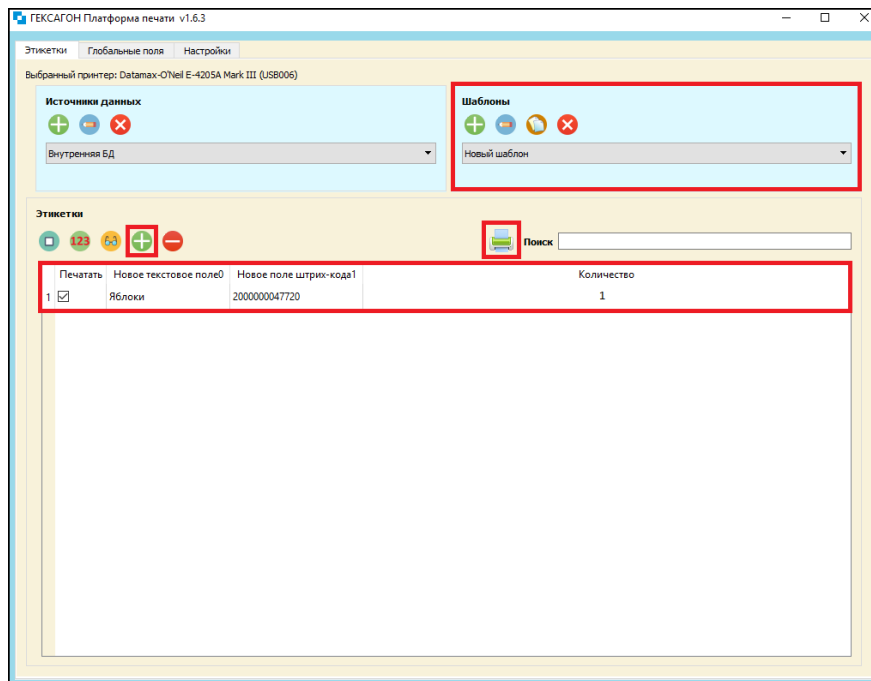 ГЕКСАГОН Платформа печати v1.6.3
Этикетки Глобальные поля Настройки
Выбранный принтер: Datamax-O'Neil E-4205A Mark III (USB006)
Источники данных
Внутренняя БД
Шаблоны
Новый шаблон
Этикетки
123
Поиск
Печатать Новое текстовое поле0 Новое поле штрих-кода1 Количество
1 Яблоки 2000000047720 1